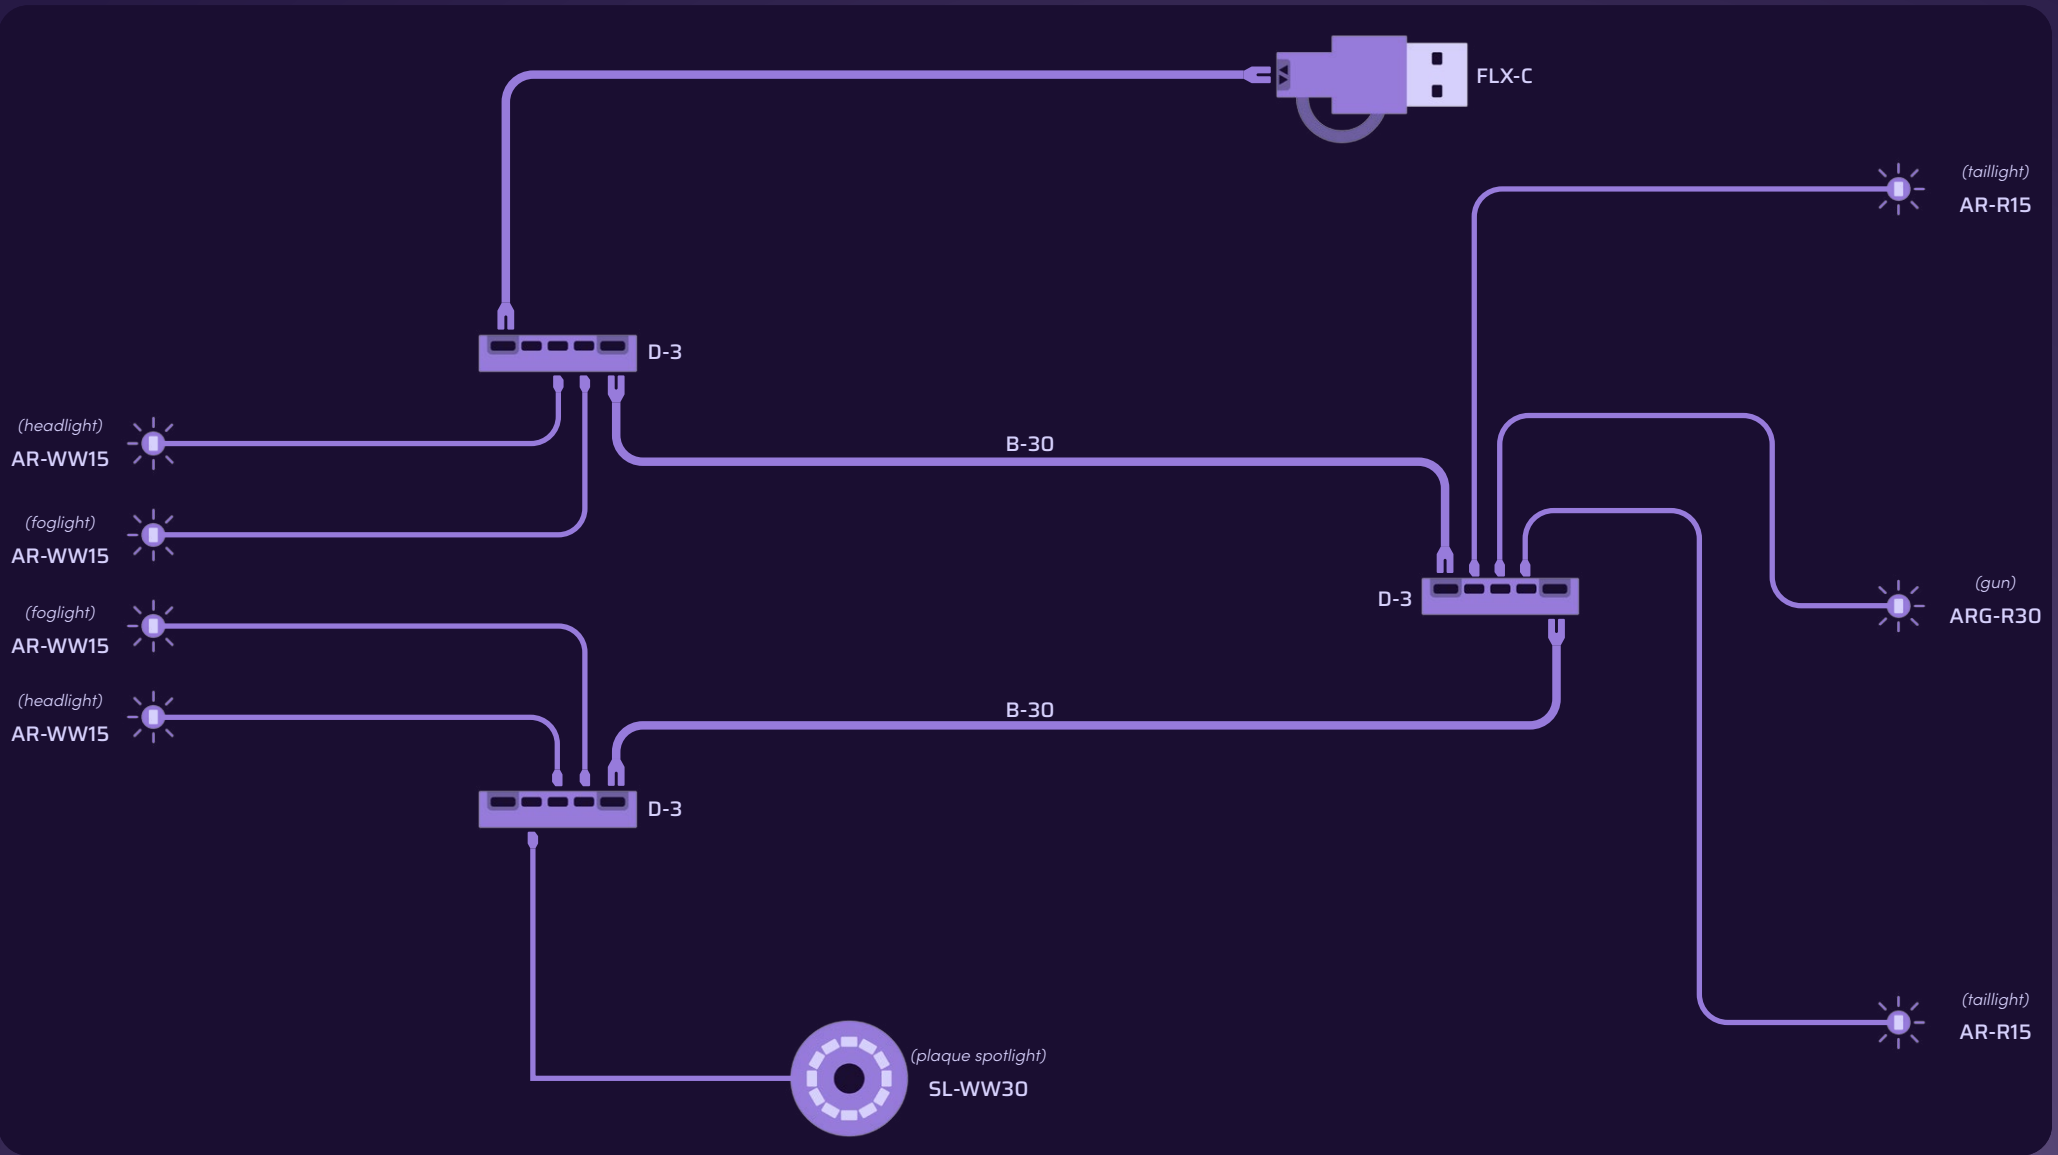 FLX-C
(taillight)
AR-R15
D-3
(headlight)
AR-WW15
B-30
(foglight)
AR-WW15
D-3
(gun)
ARG-R30
(foglight)
AR-WW15
(headlight)
AR-WW15
B-30
D-3
(taillight)
AR-R15
(plaque spotlight)
SL-WW30